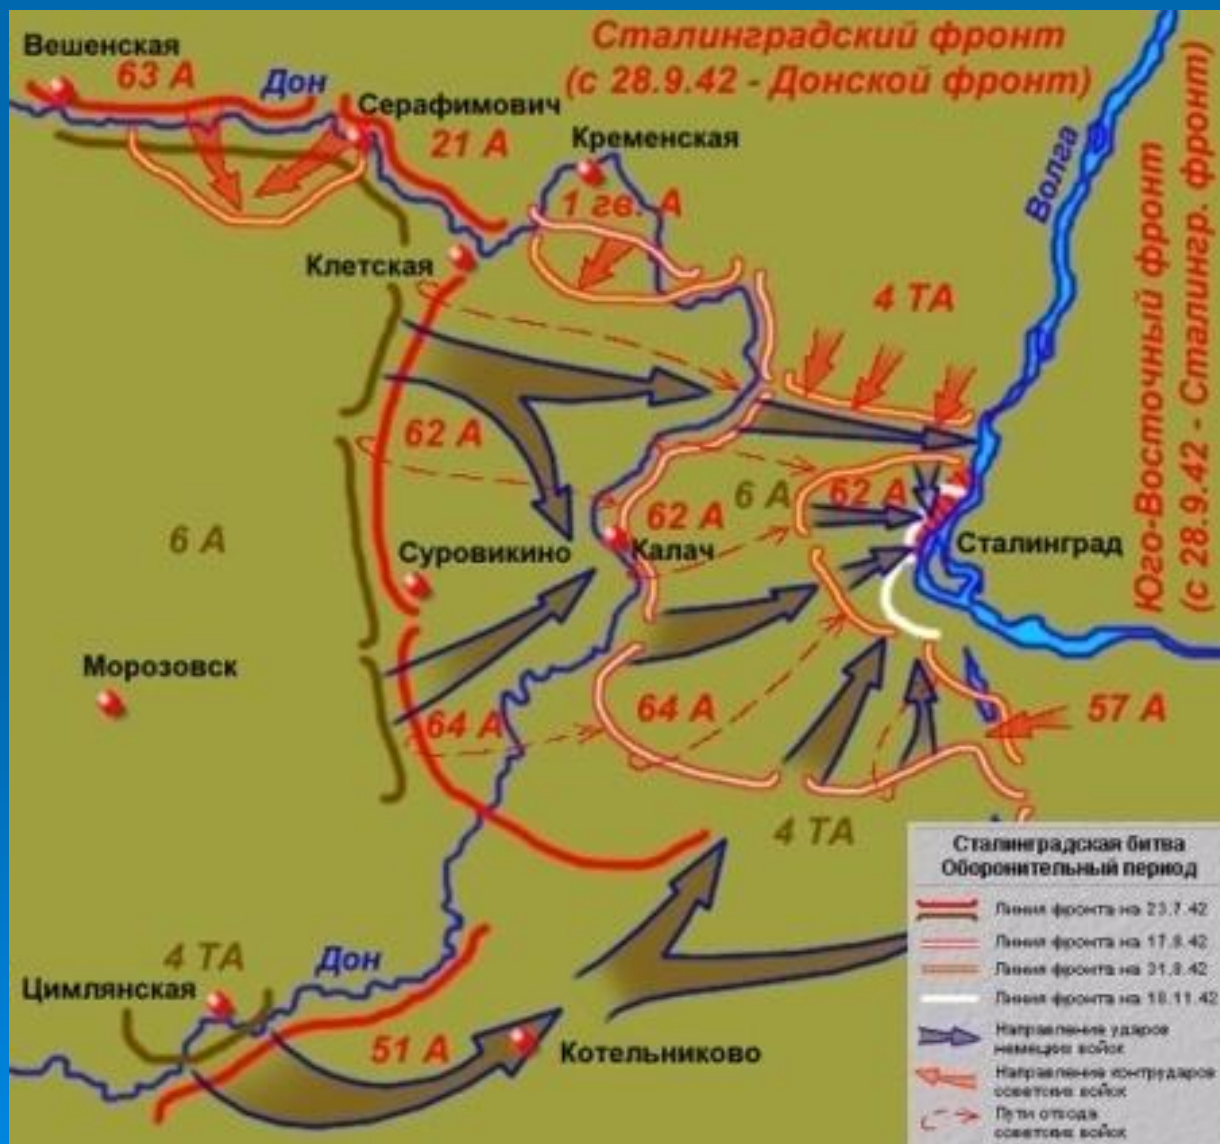 Вешенская
63 А
Дон
Серафимович
21 А
Сталинградский фронт
(с 28.9.42 - Донской фронт)
Кременская
1 гв. А
Волга
Юго-Восточный фронт
(с 28.9.42 - Сталингр. фронт)
Клетская
4 ТА
62 А
6 А
62 А
62 А
6 А
Суровикино
Калач
Сталинград
Морозовск
64 А
64 А
57 А
4 ТА
4 ТА
Дон
Цимлянская
51 А
Котельниково
Сталинградская битва
Оборонительный период
Линия фронта на 23.7.42
Линия фронта на 17.8.42
Линия фронта на 31.8.42
Линия фронта на 18.11.42
Направление ударов
немецких войск
Направление контрударов
советских войск
Пути отхода
советских войск